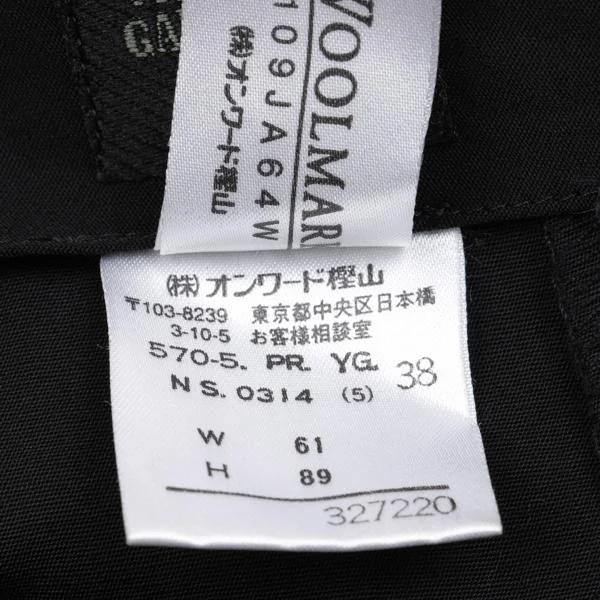 GA
WOOLMAR
109JA64W
(株)オンワード樫山
(株)オンワード樫山
〒103-8239 東京都中央区日本橋
3-10-5 お客様相談室
570-5. PR. YG. 38
NS. 0314 (5)
W 61
H 89
327220